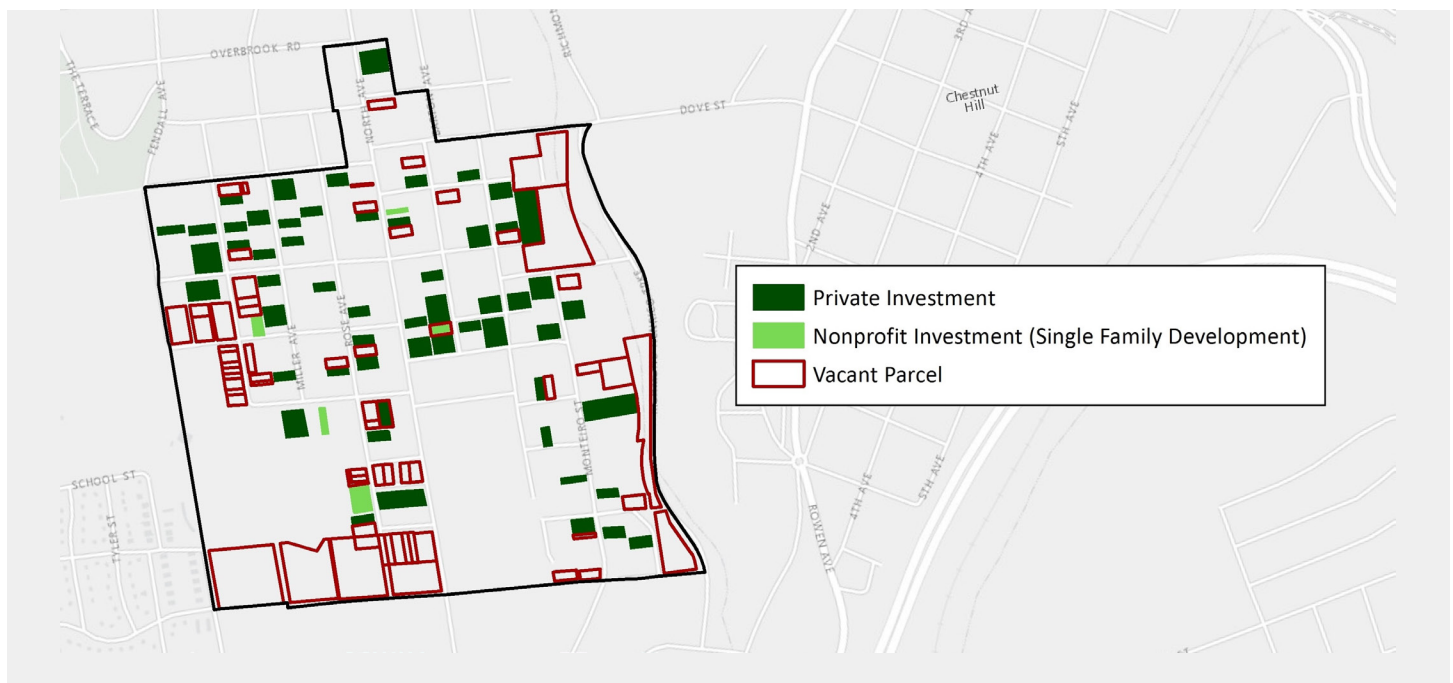 OVERBROOK RD
THE TERRACE
FENDALL AVE
NORTH AVE
DOVE ST
3RD A
Chestnut
Hill
5TH AVE
4TH AVE
2ND AVE
Private Investment
Nonprofit Investment (Single Family Development)
Vacant Parcel
ROSE AVE
MILLER AVE
MONTEIRO ST
SCHOOL ST
TYLER ST
4TH AVE
5TH AVE
ROWEN AVE